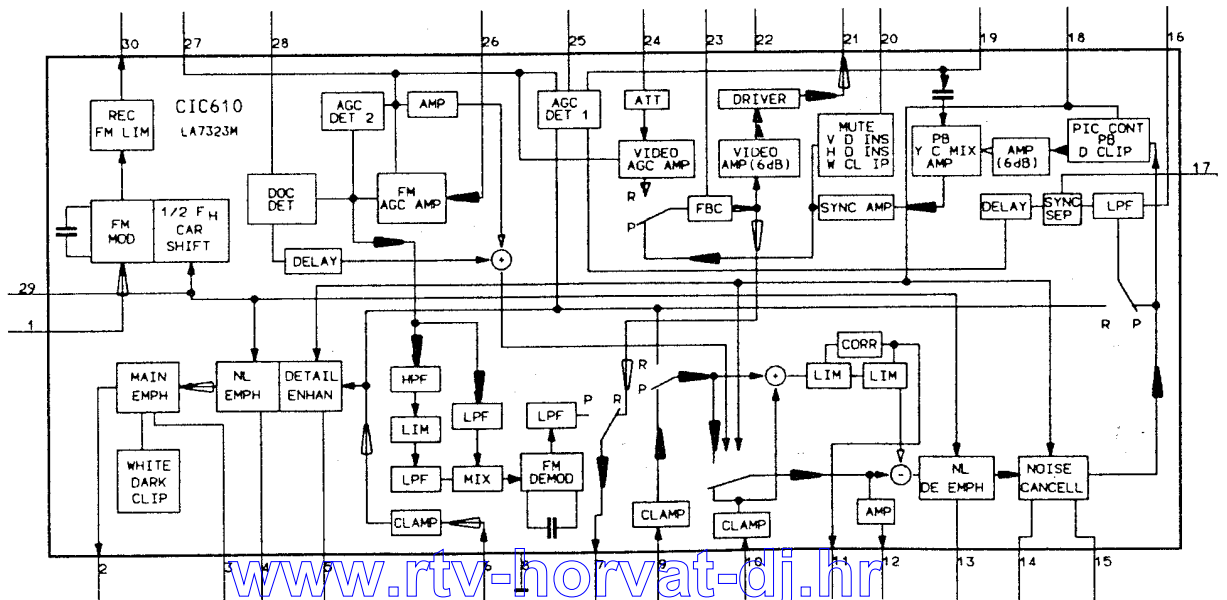 30 27 28 26 25 24 23 22 21 20 19 18 16
REC
FM LIM
CIC610
LA7323M
AGC
DET 2
AMP
AGC
DET 1
ATT
DRIVER
MUTE
V D INS
H D INS
W CL IP
PB
Y C MIX
AMP
AMP
(6dB)
PIC CONT
PB
D CLIP
VIDEO
AGC AMP
VIDEO
AMP(6dB)
17
DOC
DET
FM
AGC AMP
R
P
FBC
SYNC AMP
DELAY
SYNC
SEP
LPF
FM
MOD
1/2 FH
CAR
SHIFT
DELAY
+
29
1
R P
MAIN
EMPH
NL
EMPH
DETAIL
ENHAN
HPF
LPF
LIM
LPF
MIX
LPF
P R
FM
DEMOD
R
P
+
CORR
LIM
LIM
WHITE
DARK
CLIP
CLAMP
CLAMP
CLAMP
-
AMP
NL
DE EMPH
NOISE
CANCELL
2 3 4 5 6 8 7 9 10 11 12 13 14 15
www.rtv-horvat-dj.hr